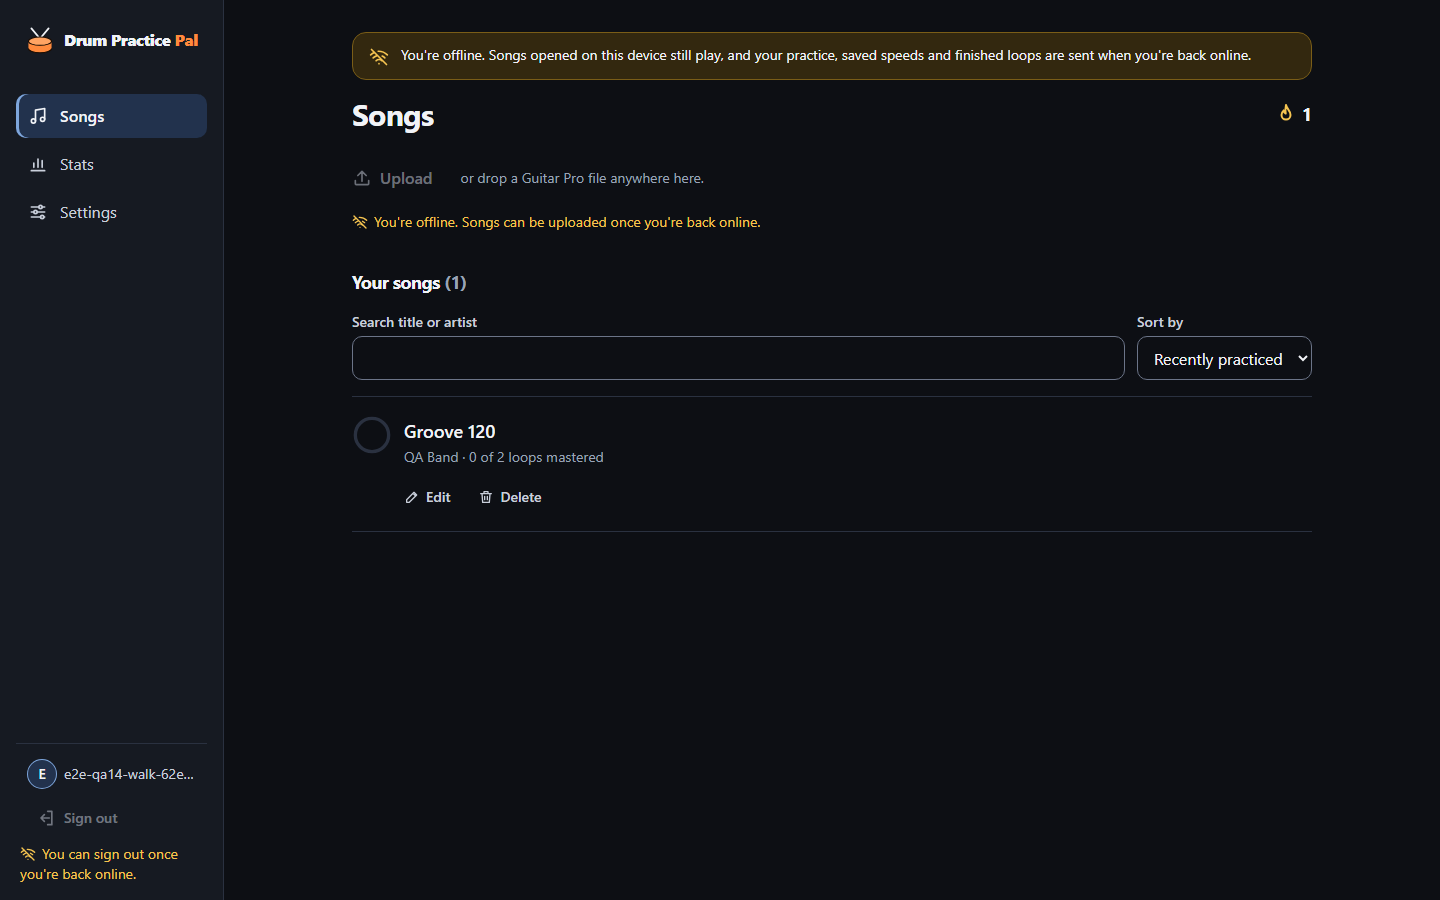 Drum Practice Pal
Songs
Stats
Settings
You're offline. Songs opened on this device still play, and your practice, saved speeds and finished loops are sent when you're back online.
Songs
1
Upload
or drop a Guitar Pro file anywhere here.
You're offline. Songs can be uploaded once you're back online.
Your songs (1)
Search title or artist
Sort by
Recently practiced
Groove 120
QA Band · 0 of 2 loops mastered
Edit
Delete
E
e2e-qa14-walk-62e...
Sign out
You can sign out once
you're back online.